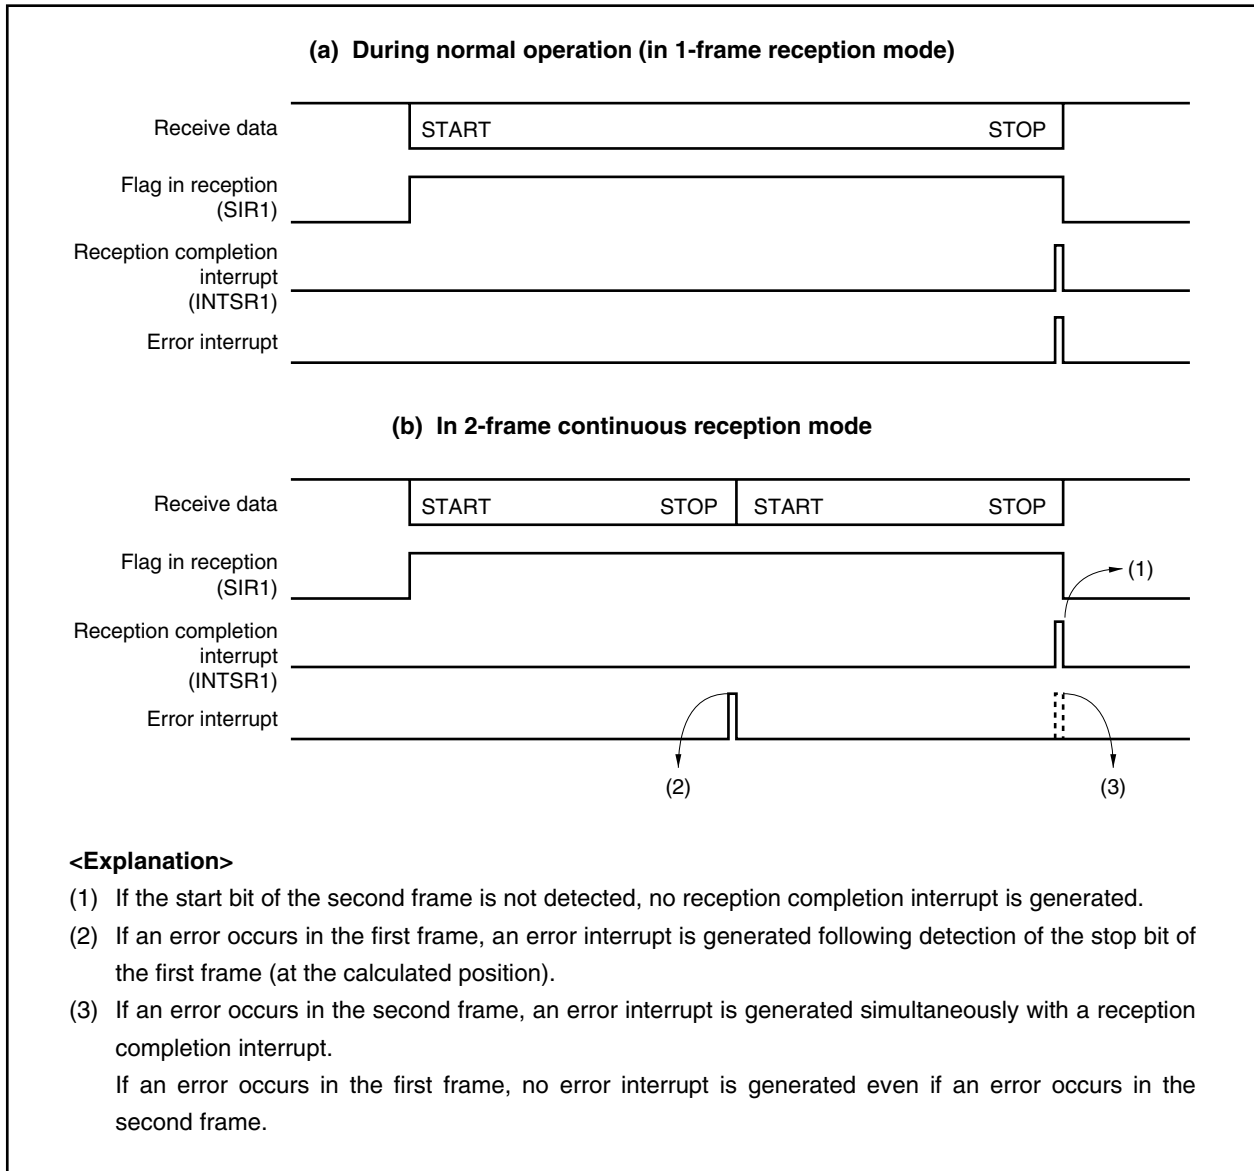 (a) During normal operation (in 1-frame reception mode)
Receive data
START
STOP
Flag in reception
(SIR1)
Reception completion
interrupt
(INTSR1)
Error interrupt
(b) In 2-frame continuous reception mode
Receive data
START
STOP
START
STOP
Flag in reception
(SIR1)
(1)
Reception completion
interrupt
(INTSR1)
Error interrupt
(2)
(3)
<Explanation>
(1) If the start bit of the second frame is not detected, no reception completion interrupt is generated.
(2) If an error occurs in the first frame, an error interrupt is generated following detection of the stop bit of
the first frame (at the calculated position).
(3) If an error occurs in the second frame, an error interrupt is generated simultaneously with a reception
completion interrupt.
If an error occurs in the first frame, no error interrupt is generated even if an error occurs in the
second frame.